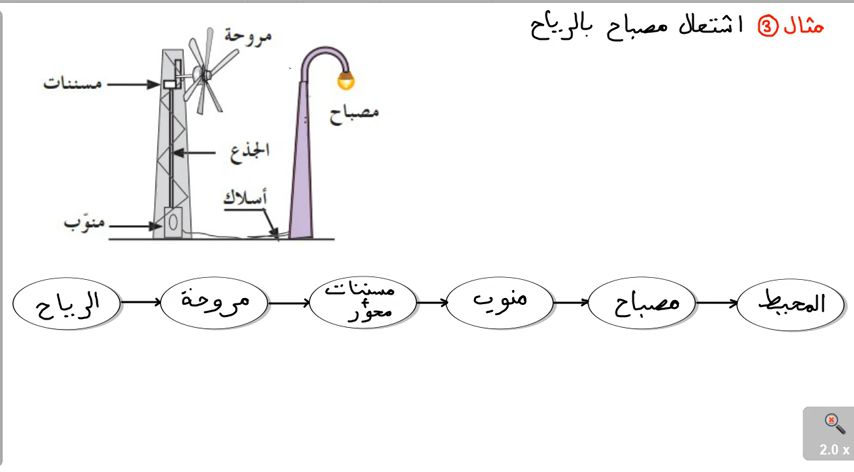 مثال ③ اشتعال مصباح بالرياح
مروحة
مسننات
مصباح
الجذع
أسلاك
منوّب
الرياح
مروحة
مسننات
+
محور
منوب
مصباح
المحيط
2.0 x